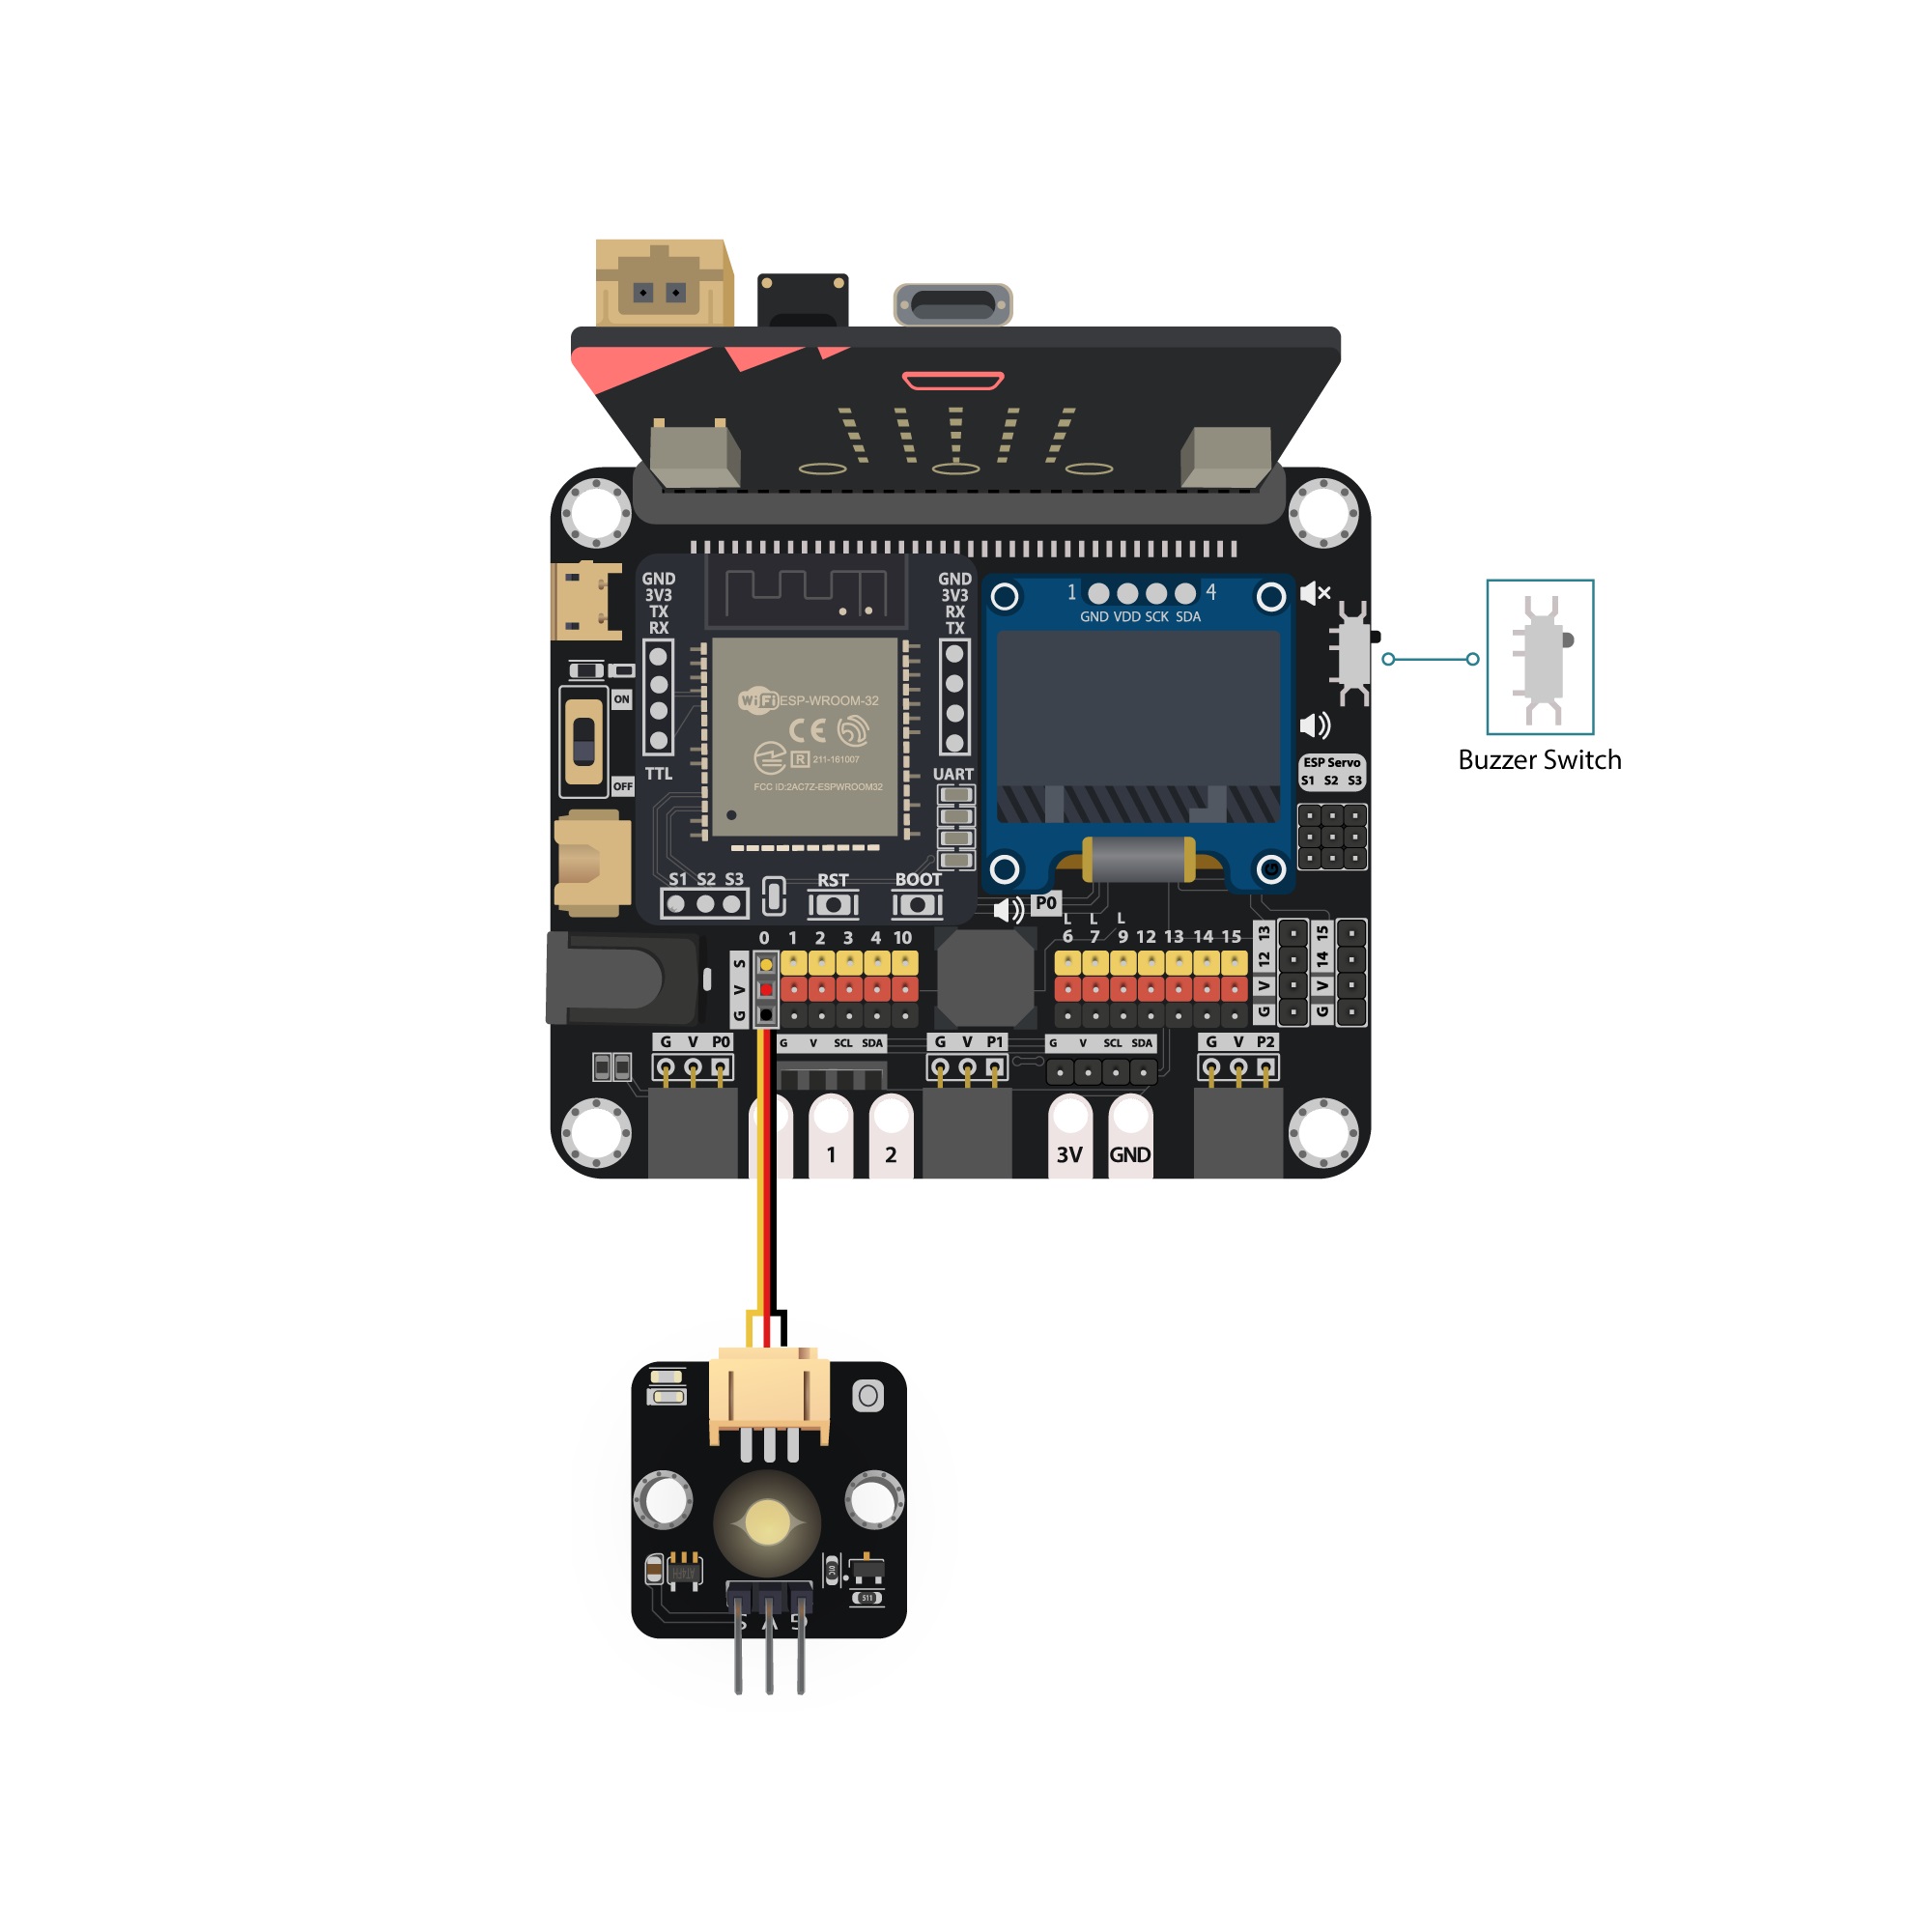 1 4
GND VDD SCK SDA
GND
3V3
TX
RX
GND
3V3
RX
TX
ON
OFF
WiFi ESP-WROOM-32
CE
R 211-161007
FCC ID:2AC7Z-ESPWROOM32
TTL
UART
Buzzer Switch
ESP Servo
S1 S2 S3
S1 S2 S3
RST
BOOT
P0
L L L
0 1 2 3 4 10
6 7 9 12 13 14 15
S
V
G
13
12
V
G
15
14
V
G
G V P0
G V SCL SDA
G V P1
G V SCL SDA
G V P2
1
2
3V
GND
511